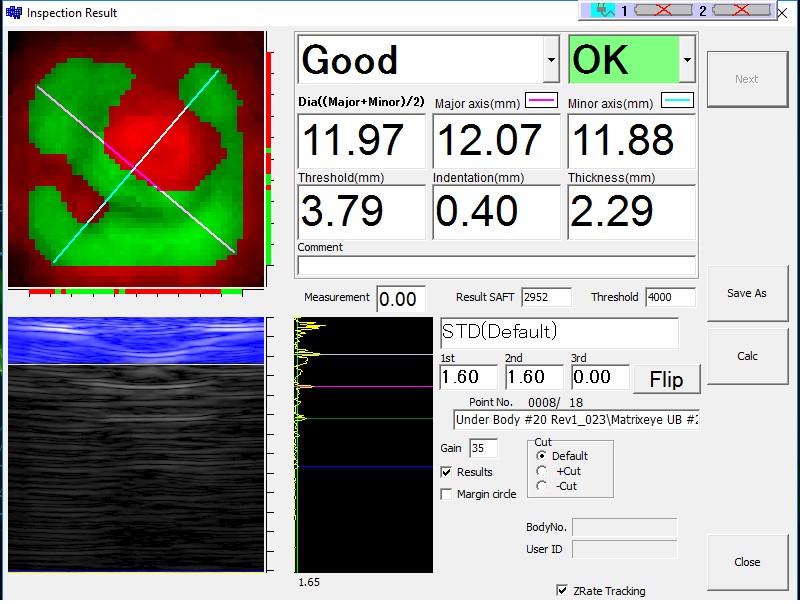 Inspection Result
1 2
Good OK
Next
Dia((Major+Minor)/2) Major axis(mm) Minor axis(mm)
11.97 12.07 11.88
Threshold(mm) Indentation(mm) Thickness(mm)
3.79 0.40 2.29
Comment
Measurement 0.00 Result SAFT 2952 Threshold 4000
Save As
STD(Default)
1st 2nd 3rd
1.60 1.60 0.00 Flip
Calc
Point No. 0008/ 18
Under Body #20 Rev1_023\Matrixeye UB #2
Gain 35
Cut
Default
Results
+Cut
-Cut
Margin circle
BodyNo.
User ID
Close
1.65
ZRate Tracking